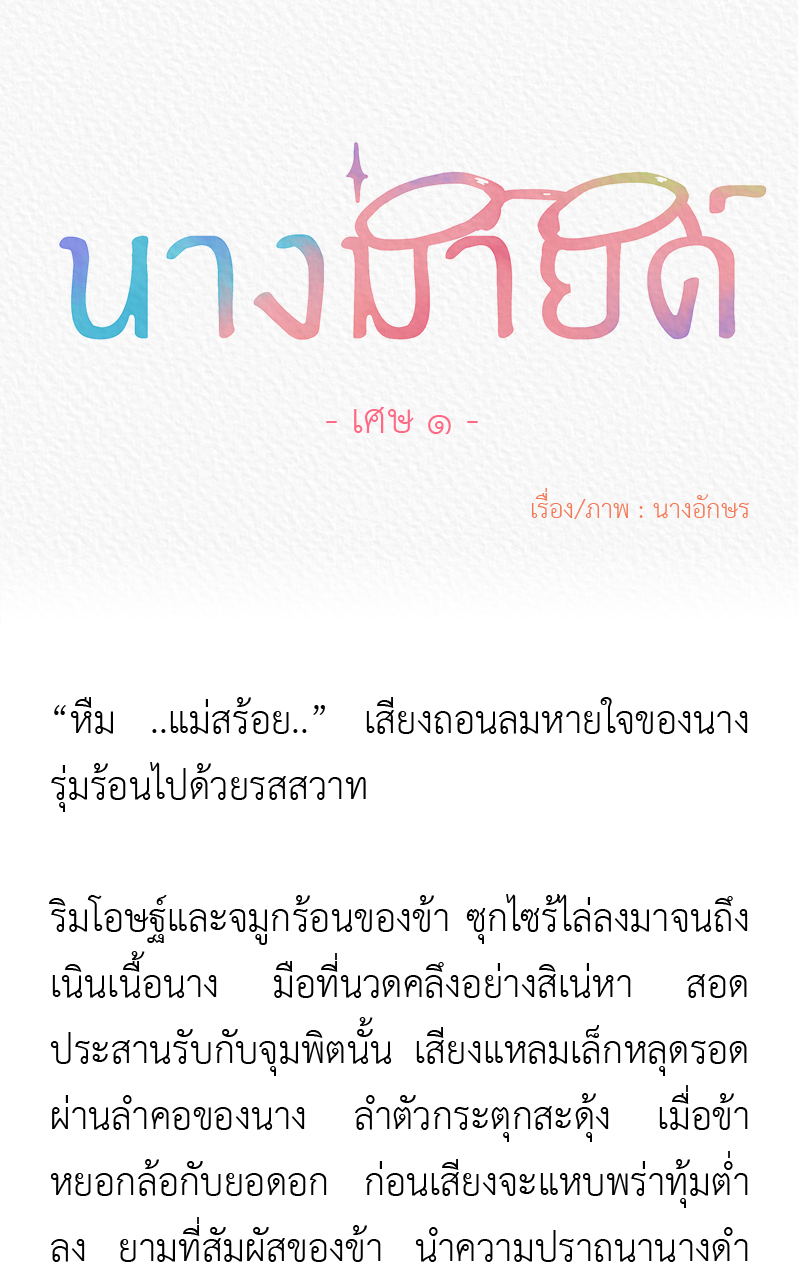 นางม่ายด์
- เศษ ๑ -
เรื่อง/ภาพ : นางอักษร
“หืม ..แม่สร้อย..” เสียงถอนลมหายใจของนาง
รุ่มร้อนไปด้วยรสสวาท
ริมโอษฐ์และจมูกร้อนของข้า ซุกไซร้ไล่ลงมาจนถึง
เนินเนื้อนาง มือที่นวดคลึงอย่างสิเน่หา สอด
ประสานรับกับจุมพิตนั้น เสียงแหลมเล็กหลุดรอด
ผ่านลำคอของนาง ลำตัวกระตุกสะดุ้ง เมื่อข้า
หยอกล้อกับยอดอก ก่อนเสียงจะแหบพร่าทุ้มต่ำ
ลง ยามที่สัมผัสของข้า นำความปราถนานางดำ